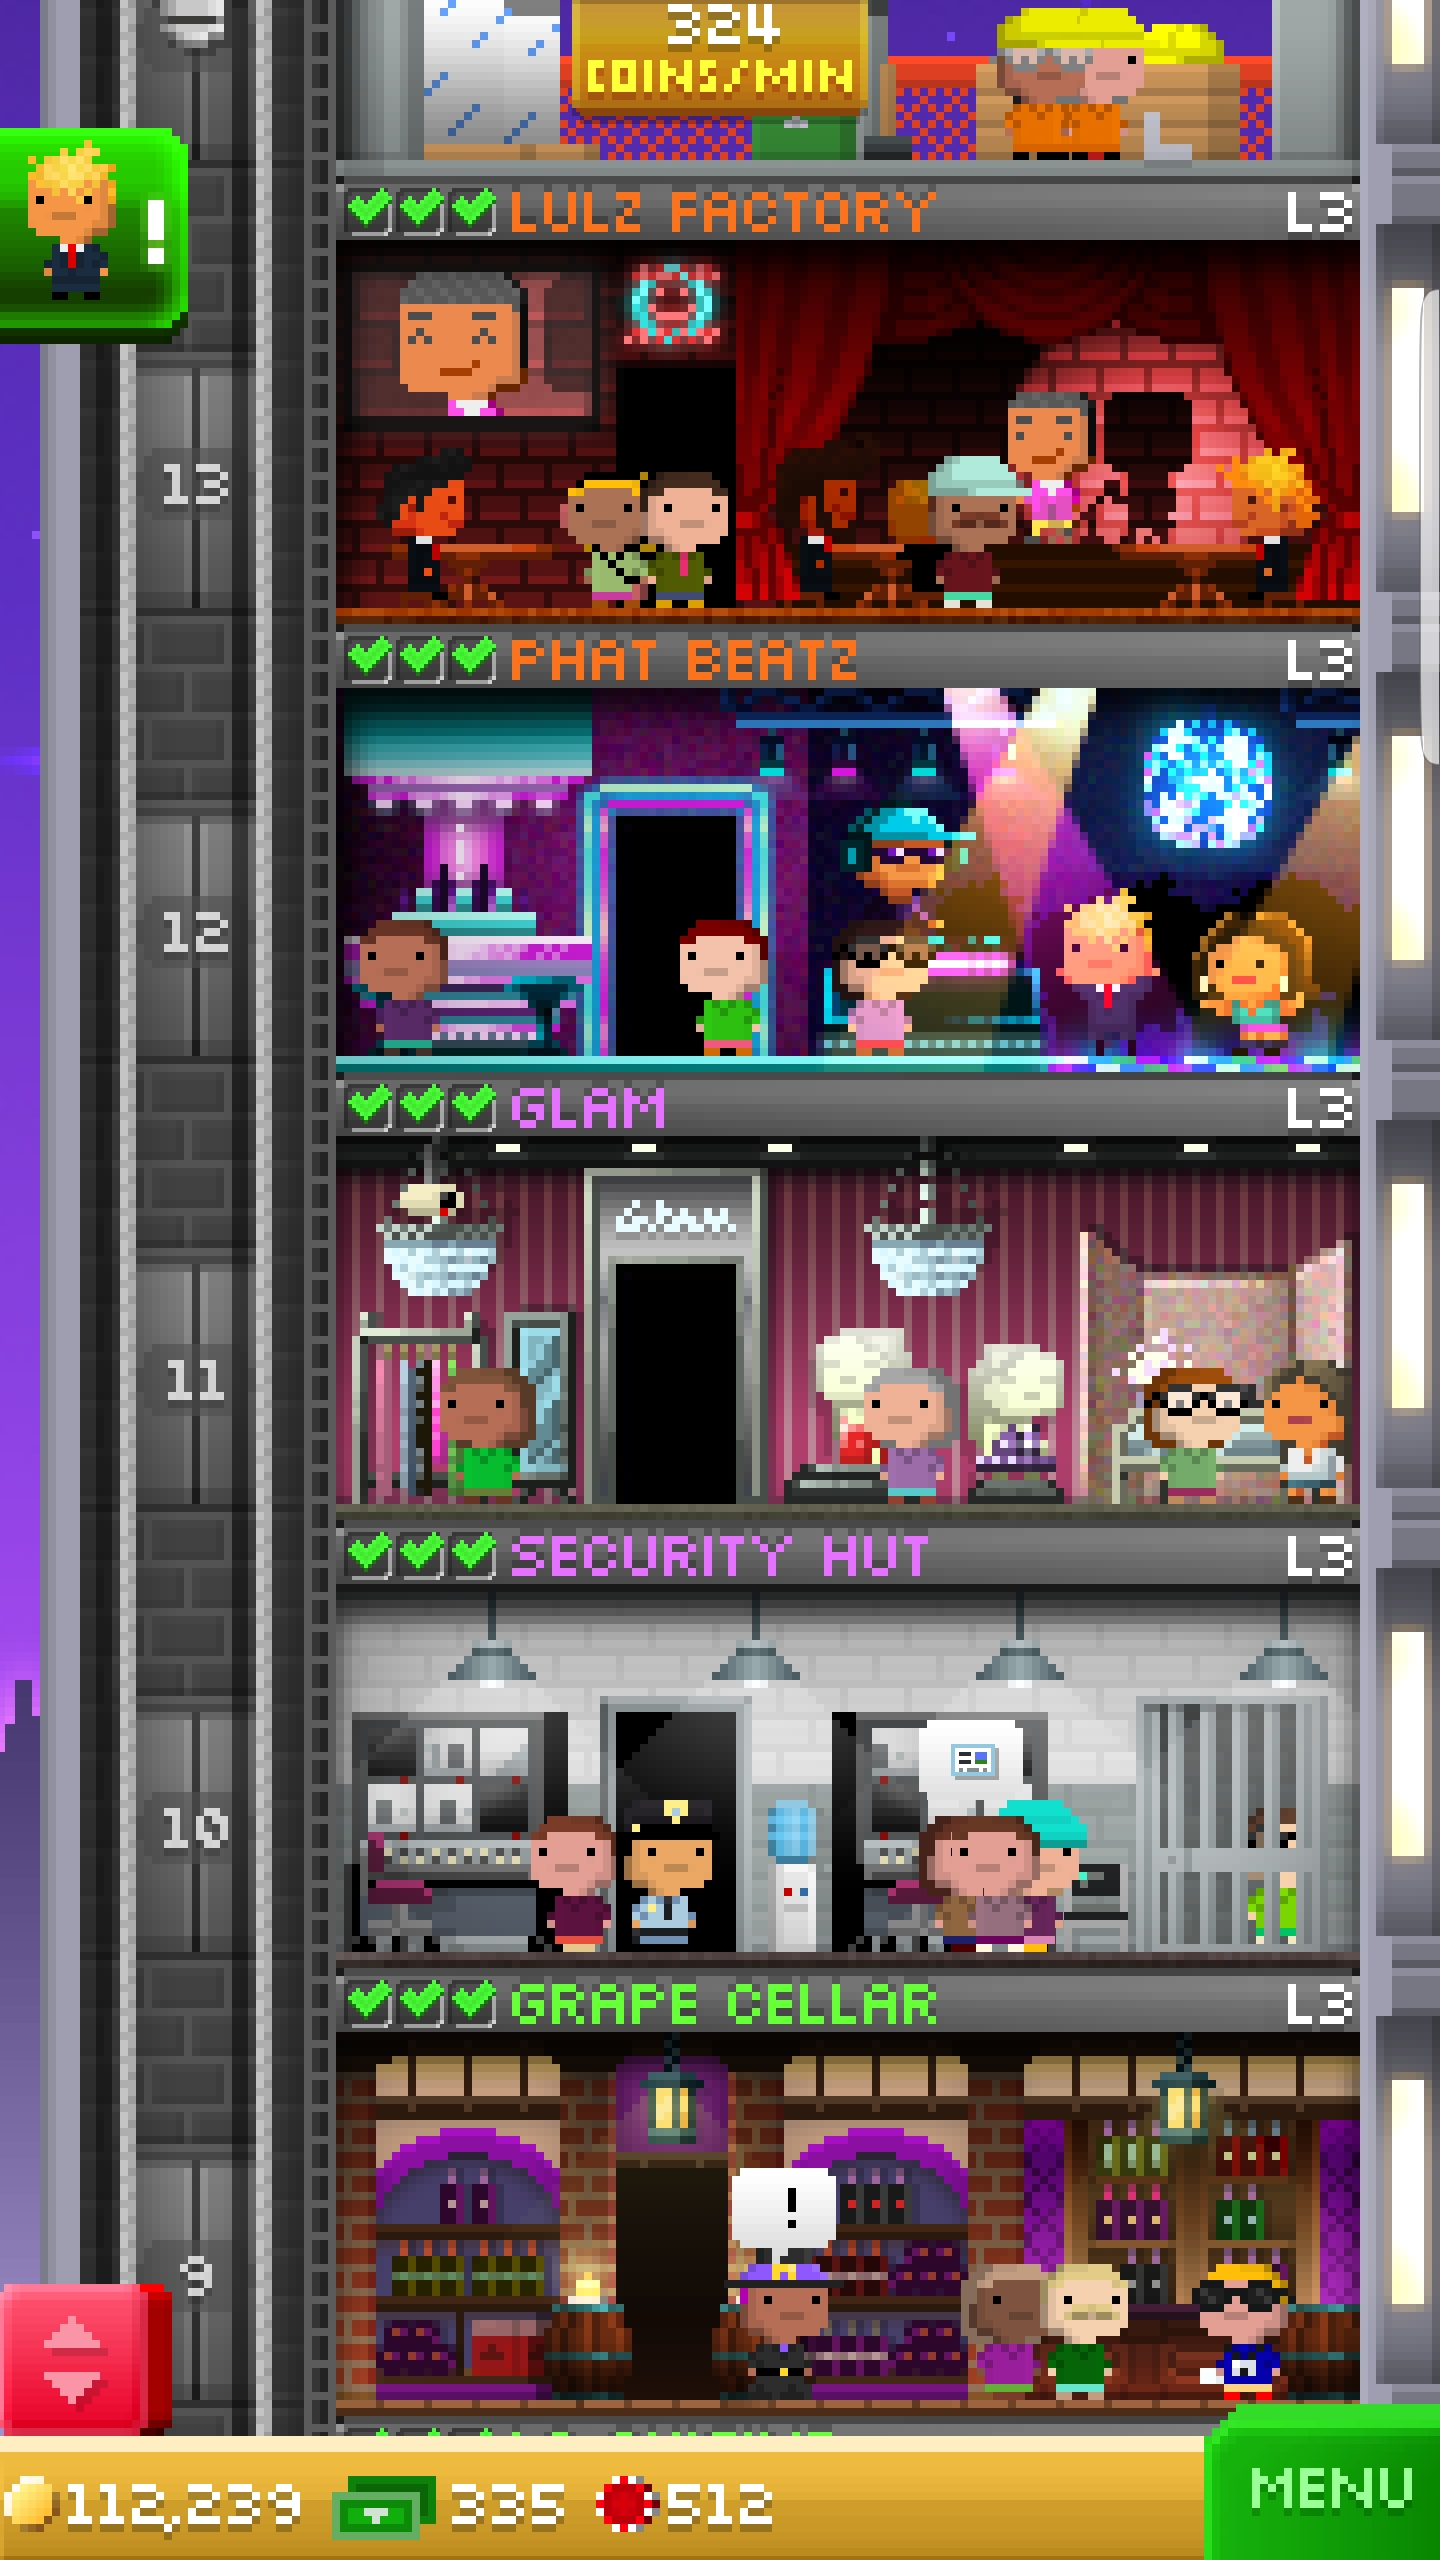 324
COINS/MIN
!
LULZ FACTORY L3
13
PHAT BEATZ L3
12
GLAM L3
Glam
11
SECURITY HUT L3
10
GRAPE CELLAR L3
!
9
112,239 335 512
MENU